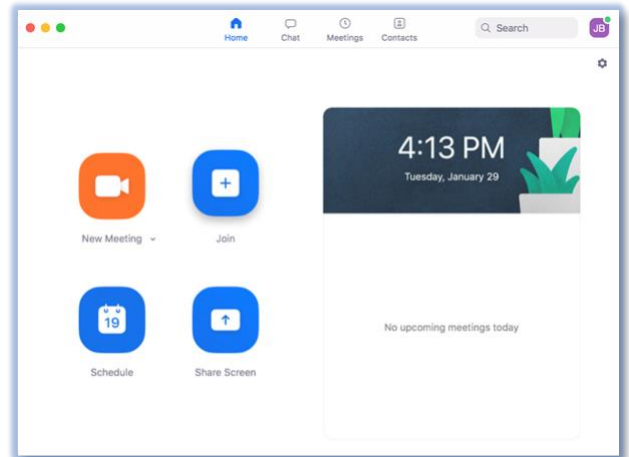 Home
Chat
Meetings
Contacts
Search
JB
4:13 PM
Tuesday, January 29
New Meeting
Join
19
Schedule
Share Screen
No upcoming meetings today